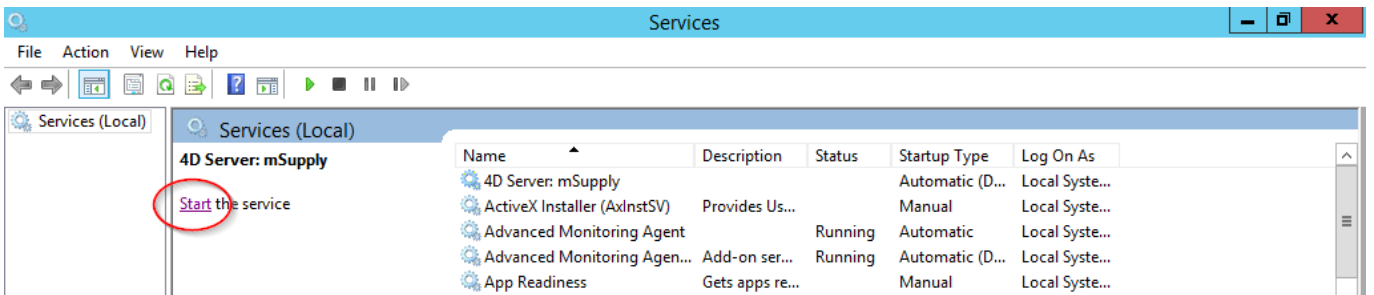 Services
File Action View Help
Services (Local)
Services (Local)
4D Server: mSupply
Start the service
Name Description Status Startup Type Log On As
4D Server: mSupply Automatic (D... Local Syste...
ActiveX Installer (AxInstSV) Provides Us... Manual Local Syste...
Advanced Monitoring Agent Running Automatic Local Syste...
Advanced Monitoring Agen... Add-on ser... Running Automatic (D... Local Syste...
App Readiness Gets apps re... Manual Local Syste...